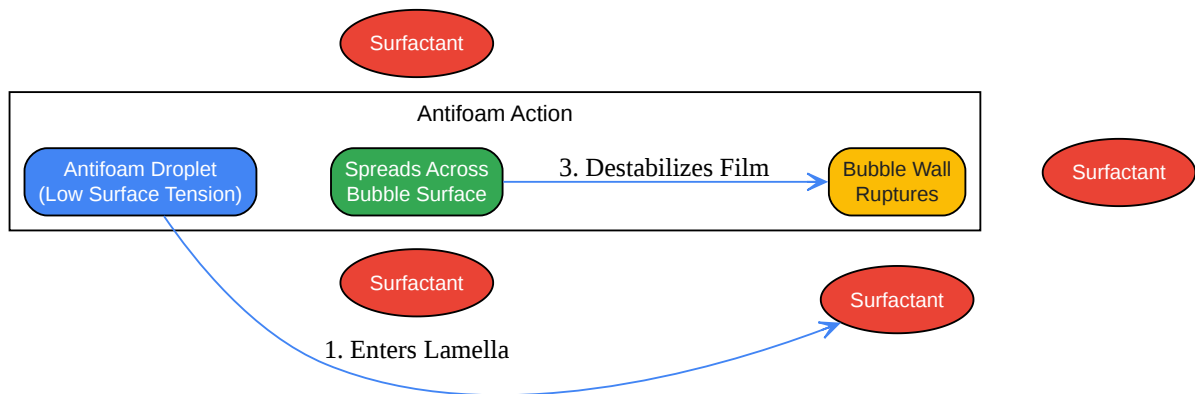 Surfactant
Antifoam Action
Antifoam Droplet
(Low Surface Tension)
Spreads Across
Bubble Surface
3. Destabilizes Film
Bubble Wall
Ruptures
Surfactant
Surfactant
Surfactant
1. Enters Lamella